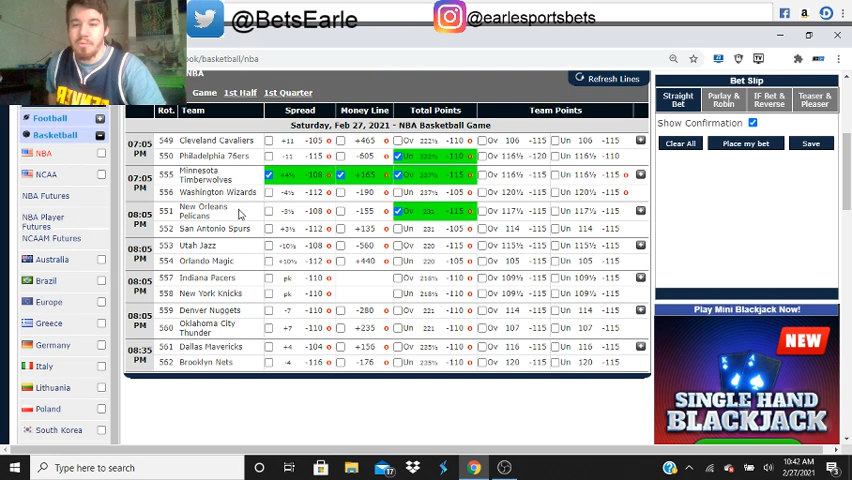 @BetsEarle @earlesportsbets
ook/basketball/nba
NBA
Game 1st Half 1st Quarter
Refresh Lines
Rot. Team Spread Money Line Total Points Team Points
Saturday, Feb 27, 2021 - NBA Basketball Game
07:05 PM
549 Cleveland Cavaliers +11 -105 o +465 Ov 222½ -110 o Ov 106 -115 Un 106 -115
550 Philadelphia 76ers -11 -115 o -605 Un 222½ -110 o Ov 116½ -120 Un 116½ -110
07:05 PM
555 Minnesota Timberwolves +4½ -108 o +165 o Ov 237½ -115 o Ov 116½ -115 Un 116½ -115 o
556 Washington Wizards -4½ -112 o -190 o Un 237½ -105 o Ov 120½ -115 Un 120½ -115 o
08:05 PM
551 New Orleans Pelicans -3½ -108 o -155 o Ov 231 -115 o Ov 117½ -115 Un 117½ -115
552 San Antonio Spurs +3½ -112 o +135 o Un 231 -105 o Ov 114 -115 Un 114 -115
08:05 PM
553 Utah Jazz -10½ -108 o -560 o Ov 220 -115 o Ov 115½ -115 Un 115½ -115
554 Orlando Magic +10½ -112 o +440 o Un 220 -105 o Ov 105 -115 Un 105 -115
08:05 PM
557 Indiana Pacers pk -110 o Ov 218½ -110 o Ov 109½ -115 Un 109½ -115
558 New York Knicks pk -110 o Un 218½ -110 o Ov 109½ -115 Un 109½ -115
08:05 PM
559 Denver Nuggets -7 -110 o -280 o Ov 221 -110 o Ov 114 -115 Un 114 -115
560 Oklahoma City Thunder +7 -110 o +235 o Un 221 -110 o Ov 107 -115 Un 107 -115
08:35 PM
561 Dallas Mavericks +4 -104 o +156 o Ov 235½ -110 o Ov 116 -115 Un 116 -115
562 Brooklyn Nets -4 -116 o -176 o Un 235½ -110 o Ov 120 -115 Un 120 -115
Football
Basketball
NBA
NCAA
NBA Futures
NBA Player
Futures
NCAAM Futures
Australia
Brazil
Europe
Greece
Germany
Italy
Lithuania
Poland
South Korea
Bet Slip
Straight Bet
Parlay & Robin
IF Bet & Reverse
Teaser & Pleaser
Show Confirmation
Clear All Place my bet Save
Play Mini Blackjack Now!
NEW
SINGLE HAND
BLACKJACK
Type here to search
17
10:42 AM
2/27/2021